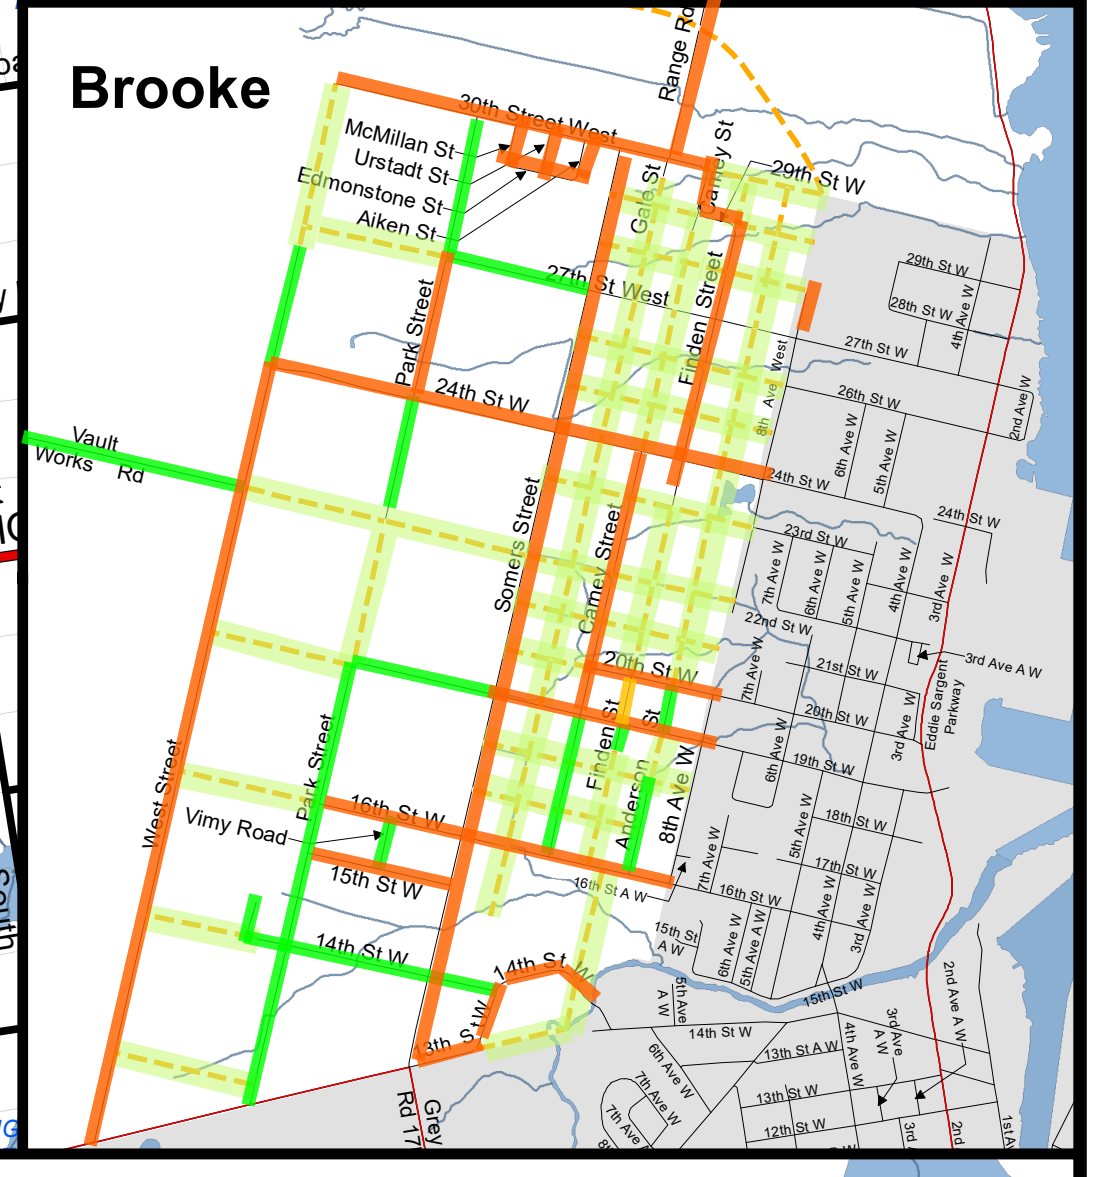 Brooke
Range Rd
30th Street West
McMillan St
Urstadt St
Edmonstone St
Aiken St
Gale St
Carney St
29th St W
27th St West
Finden Street
Park Street
24th St W
8th Ave West
29th St W
28th St W
4th Ave W
27th St W
26th St W
2nd Ave W
6th Ave W
5th Ave W
24th St W
24th St W
Vault
Works Rd
Somers Street
Carney Street
23rd St W
7th Ave W
6th Ave W
5th Ave W
4th Ave W
3rd Ave W
22nd St W
3rd Ave A W
21st St W
7th Ave W
20th St W
20th St W
3rd Ave W
Eddie Sargent
Parkway
Finden St
St
Anderson
8th Ave W
6th Ave W
19th St W
West Street
Park Street
16th St W
Vimy Road
15th St W
5th Ave W
18th St W
7th Ave W
17th St W
16th St A W
16th St W
4th Ave W
3rd Ave W
15th St
A W
6th Ave W
5th Ave A W
14th St W
14th St W
13th St W
15th St W
2nd Ave A W
5th Ave
A W
14th St W
3rd Ave
A W
4th Ave W
13th St A W
6th Ave W
7th Ave W
7th Ave W
13th St W
12th St W
3rd
2nd
1st A
Grey
Rd 17
South